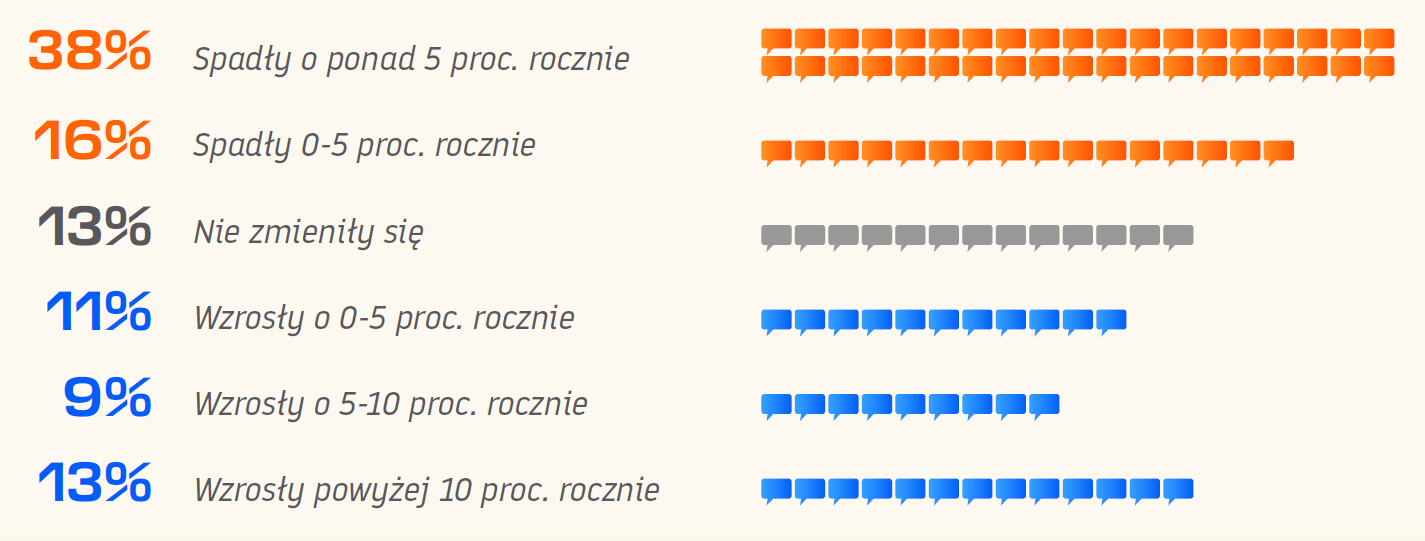 38% Spadły o ponad 5 proc. rocznie
16% Spadły 0-5 proc. rocznie
13% Nie zmieniły się
11% Wzrosły o 0-5 proc. rocznie
9% Wzrosły o 5-10 proc. rocznie
13% Wzrosły powyżej 10 proc. rocznie